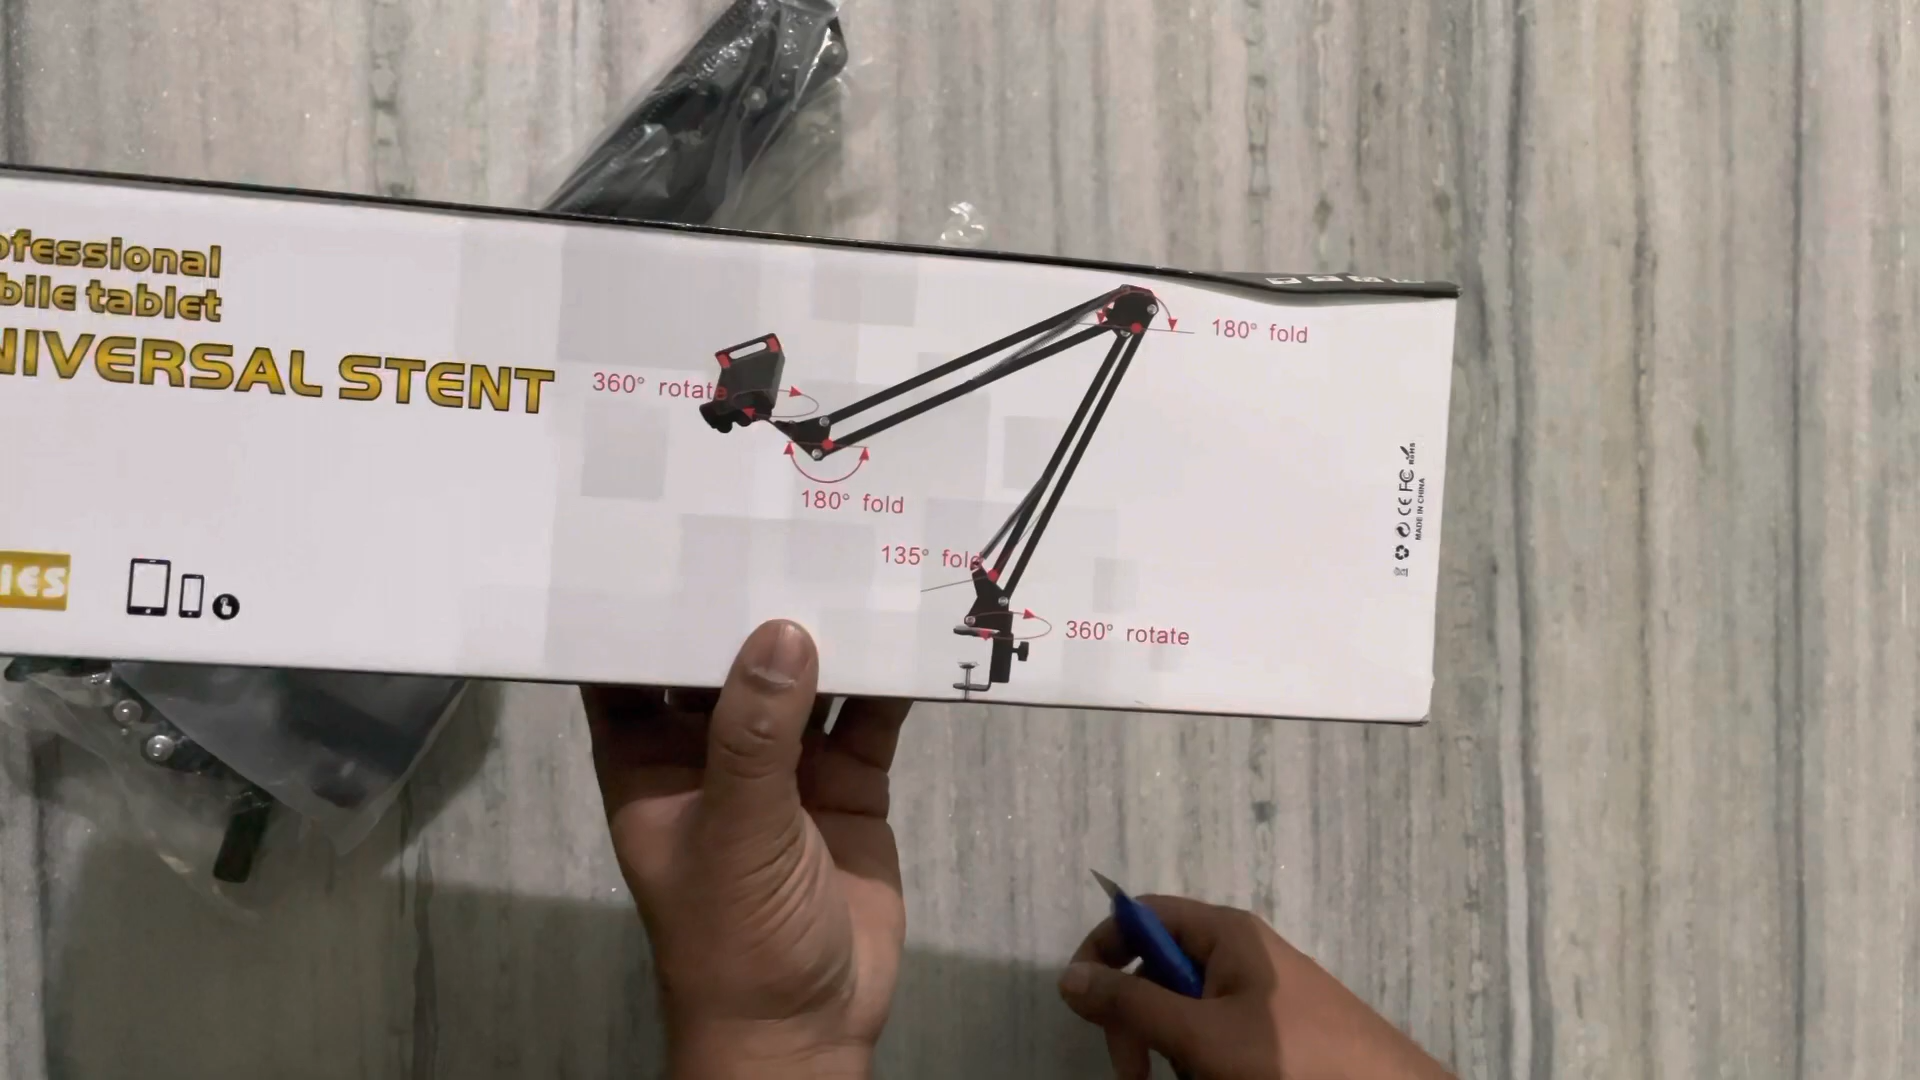 ofessional
bile tablet
NIVERSAL STENT
IES
360° rotate
180° fold
180° fold
135° fold
360° rotate
CE FC RoHS
MADE IN CHINA